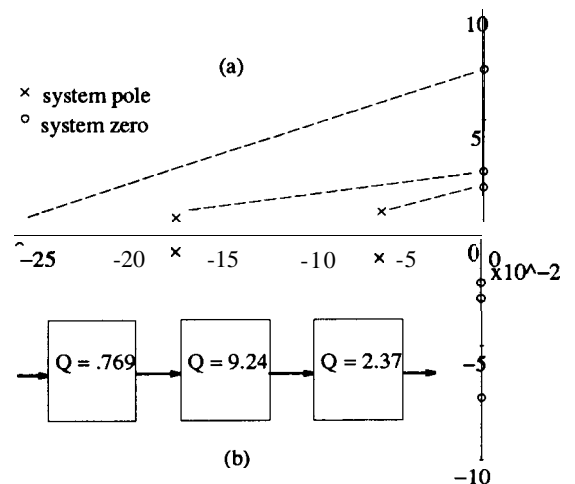 10
(a)
× system pole
o system zero
5
-25
-20
-15
-10
-5
0
0
x10^-2
Q = .769
Q = 9.24
Q = 2.37
-5
(b)
-10